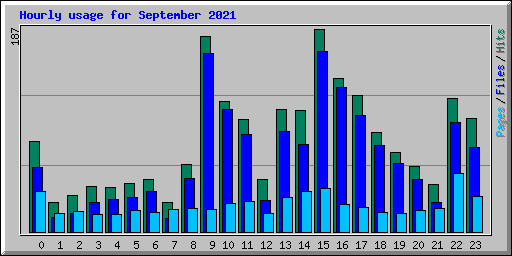 Hourly usage for September 2021
187
Pages / Files / Hits
0 1 2 3 4 5 6 7 8 9 10 11 12 13 14 15 16 17 18 19 20 21 22 23